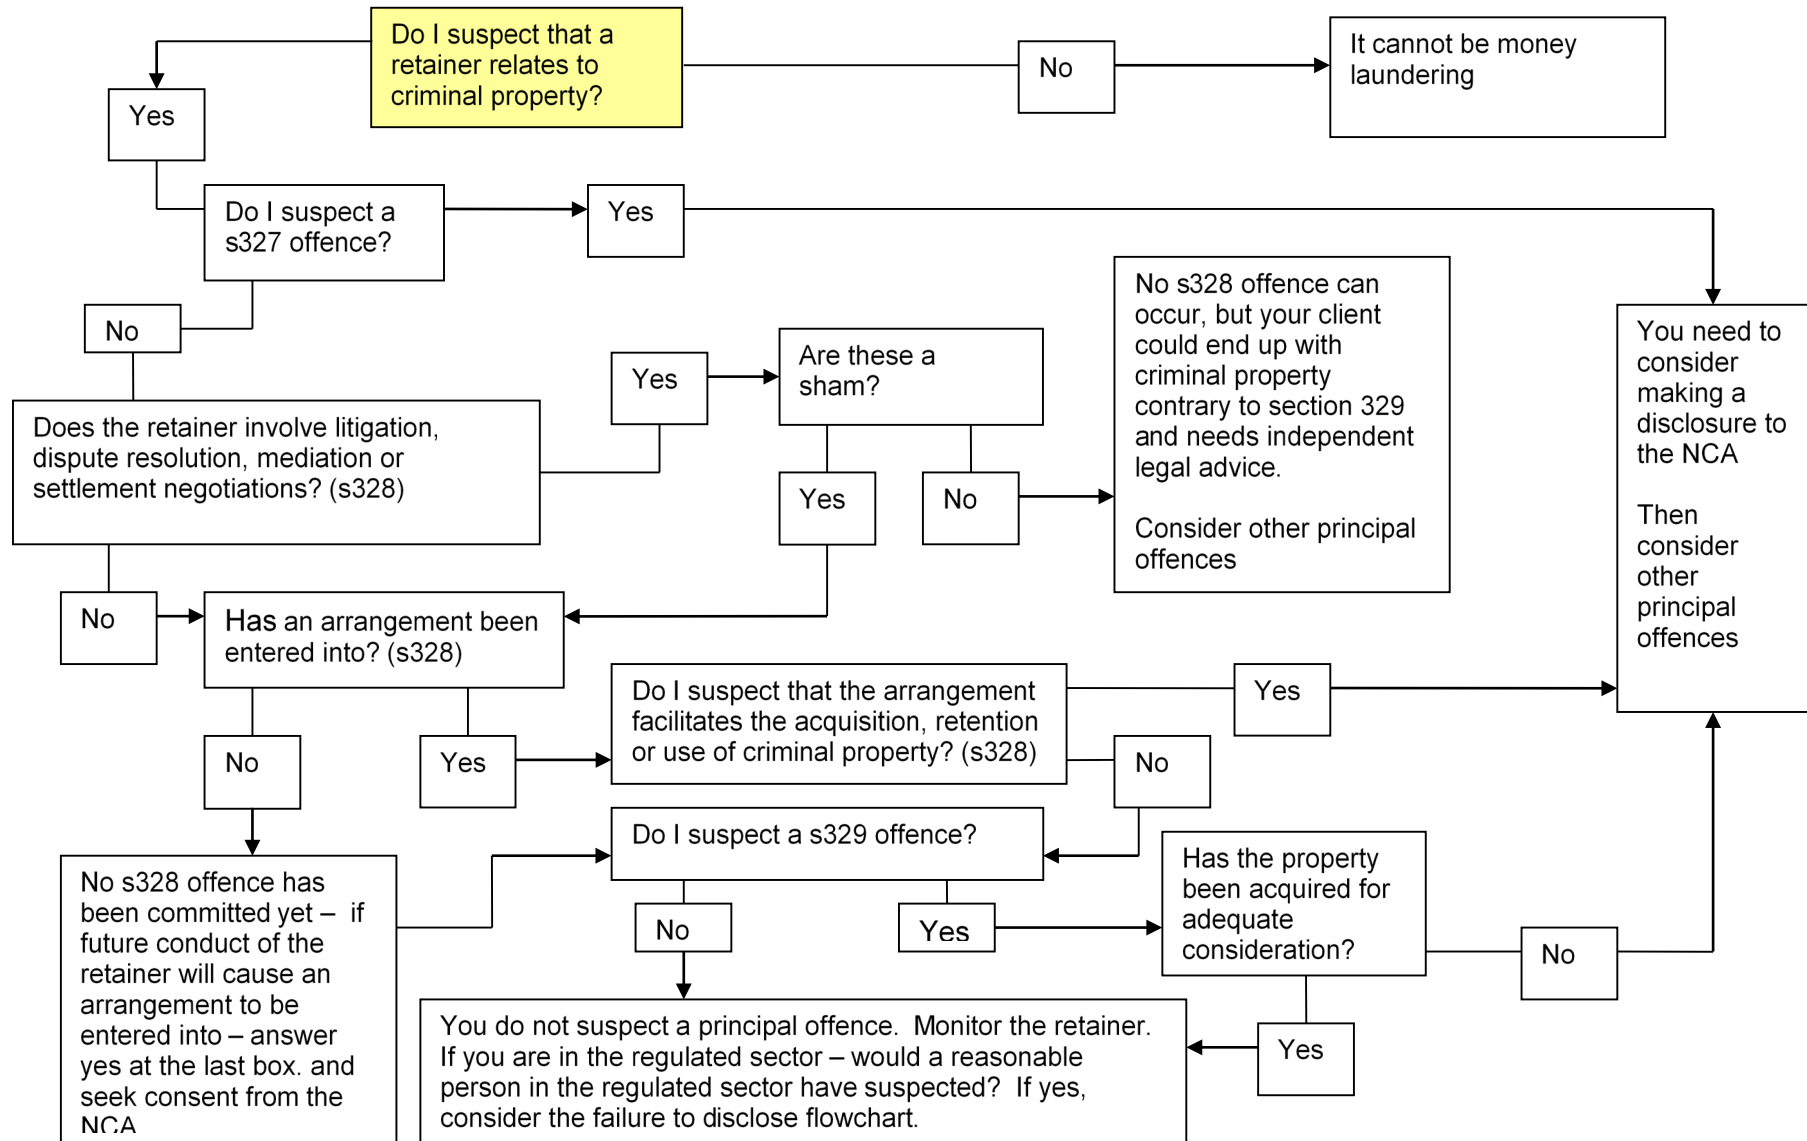 Do I suspect that a
retainer relates to
criminal property?
No
It cannot be money
laundering
Yes
Do I suspect a
s327 offence?
Yes
No
Does the retainer involve litigation,
dispute resolution, mediation or
settlement negotiations? (s328)
Yes
Are these a
sham?
Yes
No
No s328 offence can
occur, but your client
could end up with
criminal property
contrary to section 329
and needs independent
legal advice.
Consider other principal
offences
You need to
consider
making a
disclosure to
the NCA
Then
consider
other
principal
offences
No
Has an arrangement been
entered into? (s328)
No
Yes
Do I suspect that the arrangement
facilitates the acquisition, retention
or use of criminal property? (s328)
Yes
No
Do I suspect a s329 offence?
No
Yes
Has the property
been acquired for
adequate
consideration?
No
Yes
No s328 offence has
been committed yet – if
future conduct of the
retainer will cause an
arrangement to be
entered into – answer
yes at the last box. and
seek consent from the
NCA
You do not suspect a principal offence. Monitor the retainer.
If you are in the regulated sector – would a reasonable
person in the regulated sector have suspected? If yes,
consider the failure to disclose flowchart.